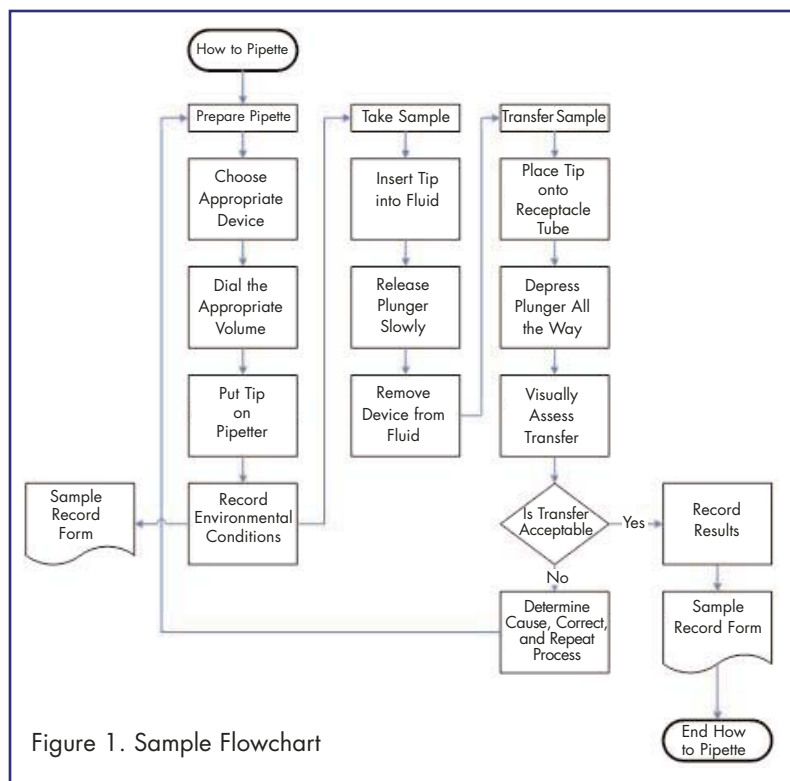 How to Pipette
Prepare Pipette
Choose
Appropriate
Device
Dial the
Appropriate
Volume
Put Tip
on
Pipetter
Record
Environmental
Conditions
Sample
Record
Form
Take Sample
Insert Tip
into Fluid
Release
Plunger
Slowly
Remove
Device from
Fluid
Transfer Sample
Place Tip
onto
Receptacle
Tube
Depress
Plunger All
the Way
Visually
Assess
Transfer
Is Transfer
Acceptable
Yes
No
Determine
Cause, Correct,
and Repeat
Process
Record
Results
Sample
Record Form
End How
to Pipette
Figure 1. Sample Flowchart